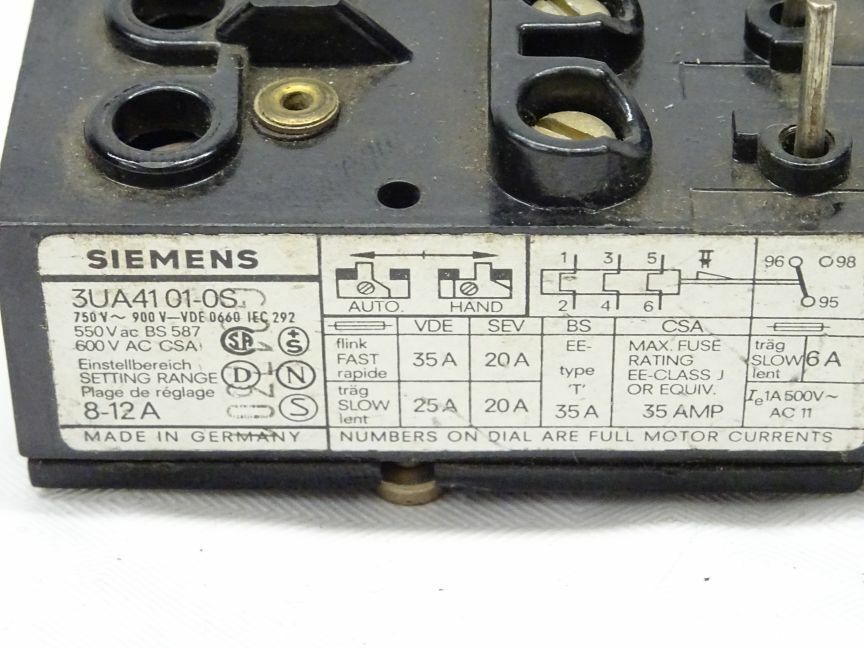 SIEMENS
3UA41 01-0S
750 V~ 900 V—VDE 0660 IEC 292
550 V ac BS 587
600 V AC CSA
SA
S
Einstellbereich
SETTING RANGE
D
N
Plage de réglage
8-12 A
S
MADE IN GERMANY
AUTO.
HAND
1 3 5
2 4 6
96 98
95
VDE SEV BS CSA
flink
FAST
rapide
35 A
20 A
träg
SLOW
lent
25 A
20 A
EE-
type
'T'
35 A
MAX. FUSE
RATING
EE-CLASS J
OR EQUIV.
35 AMP
träg
SLOW
lent
6 A
Ie 1A 500V~
AC 11
NUMBERS ON DIAL ARE FULL MOTOR CURRENTS